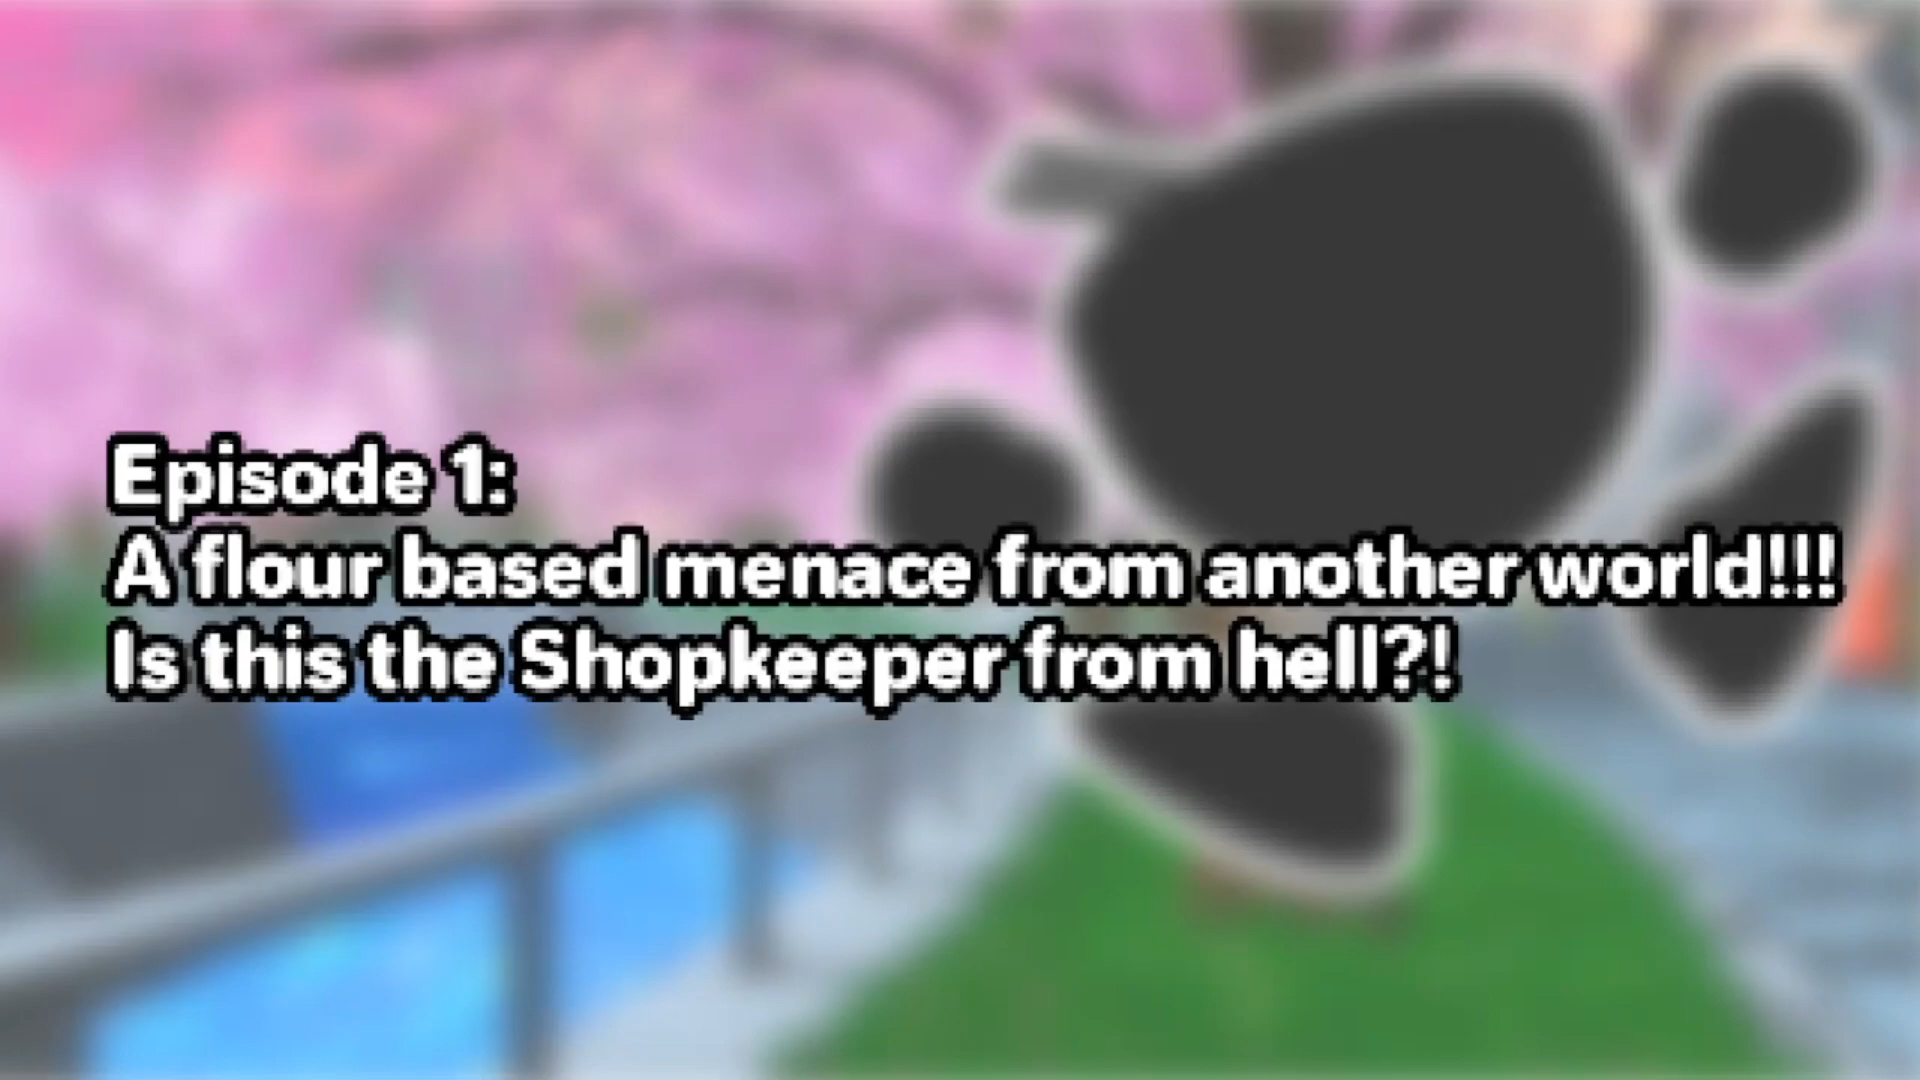 Episode 1:
A flour based menace from another world!!!
Is this the Shopkeeper from hell?!